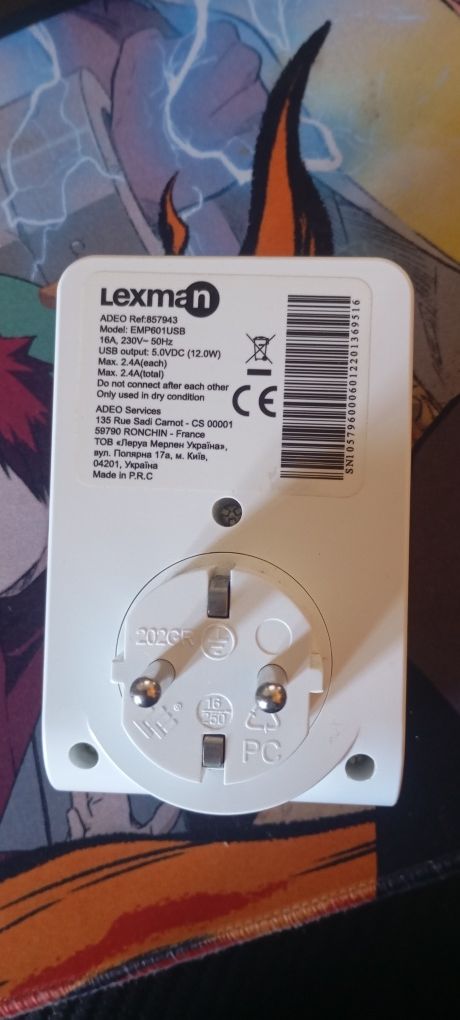 Lexman
ADEO Ref:857943
Model: EMP601USB
16A, 230V~ 50Hz
USB output: 5.0VDC (12.0W)
Max. 2.4A(each)
Max. 2.4A(total)
Do not connect after each other
Only used in dry condition
ADEO Services
135 Rue Sadi Carnot - CS 00001
59790 RONCHIN - France
ТОВ «Леруа Мерлен Україна»,
вул. Полярна 17а, м. Київ,
04201, Україна
Made in P.R.C
CE
SN1057960006012201369516
202GR
16
250
PC